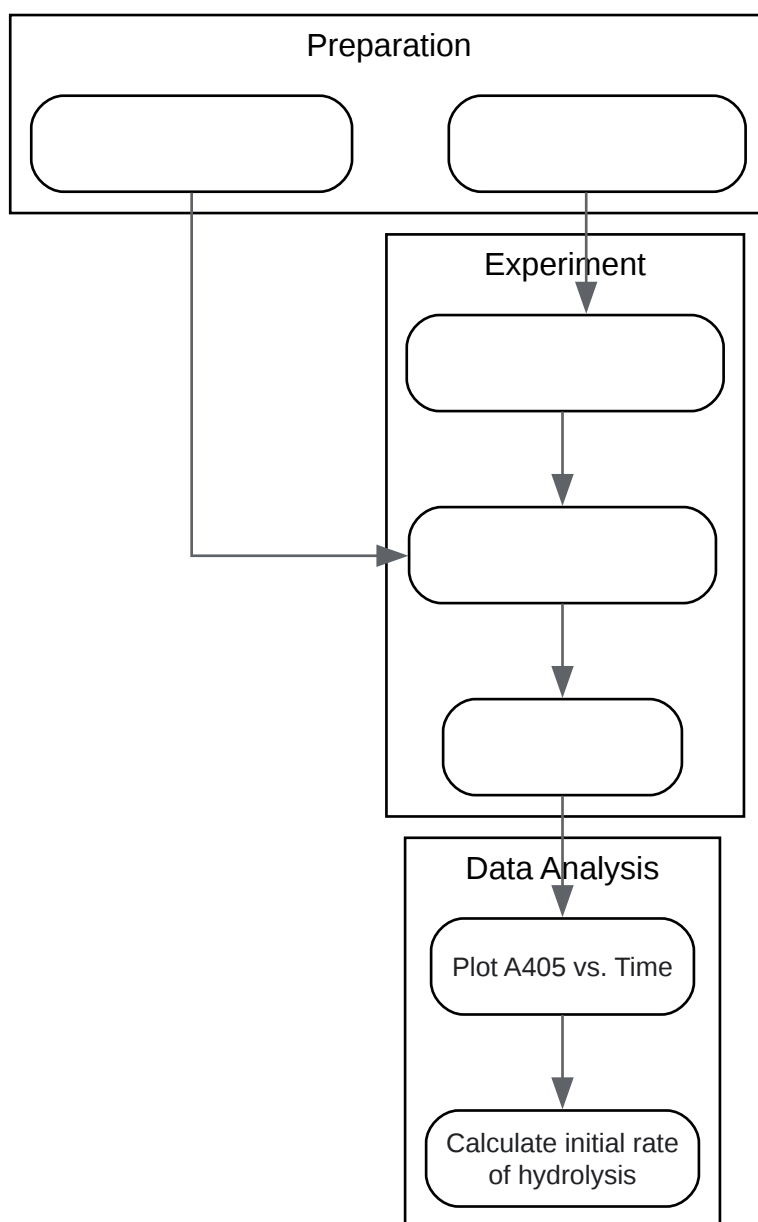 Preparation
Experiment
Data Analysis
Plot A405 vs. Time
Calculate initial rate
of hydrolysis